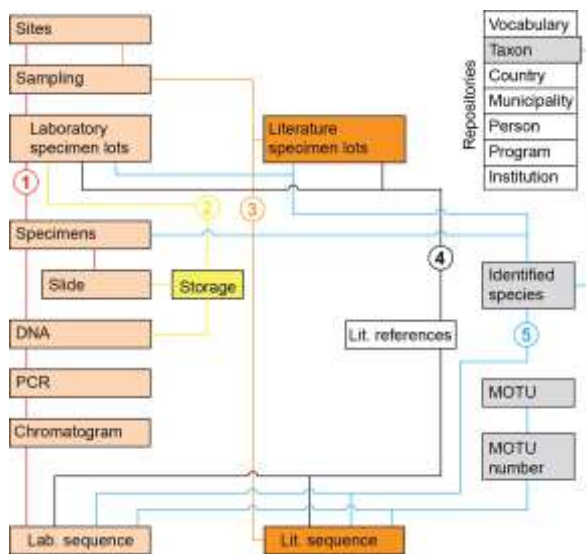 Sites
Sampling
Laboratory
specimen lots
1
Specimens
Slide
DNA
PCR
Chromatogram
Lab. sequence
2
Storage
Literature
specimen lots
3
4
Lit. references
Lit. sequence
Repositories
Vocabulary
Taxon
Country
Municipality
Person
Program
Institution
Identified
species
5
MOTU
MOTU
number